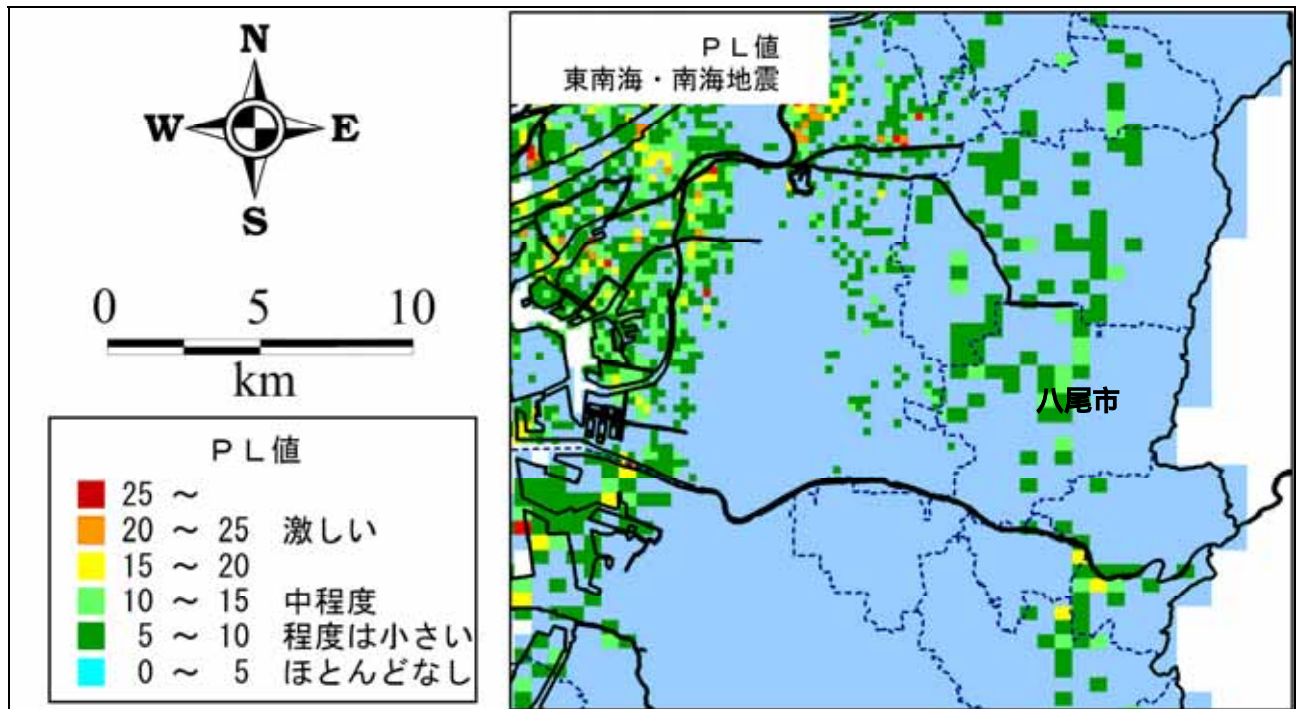 N
W E
S
0 5 10
km
ＰＬ値
25 ～
20 ～ 25 激しい
15 ～ 20
10 ～ 15 中程度
5 ～ 10 程度は小さい
0 ～ 5 ほとんどなし
ＰＬ値
東南海・南海地震
八尾市